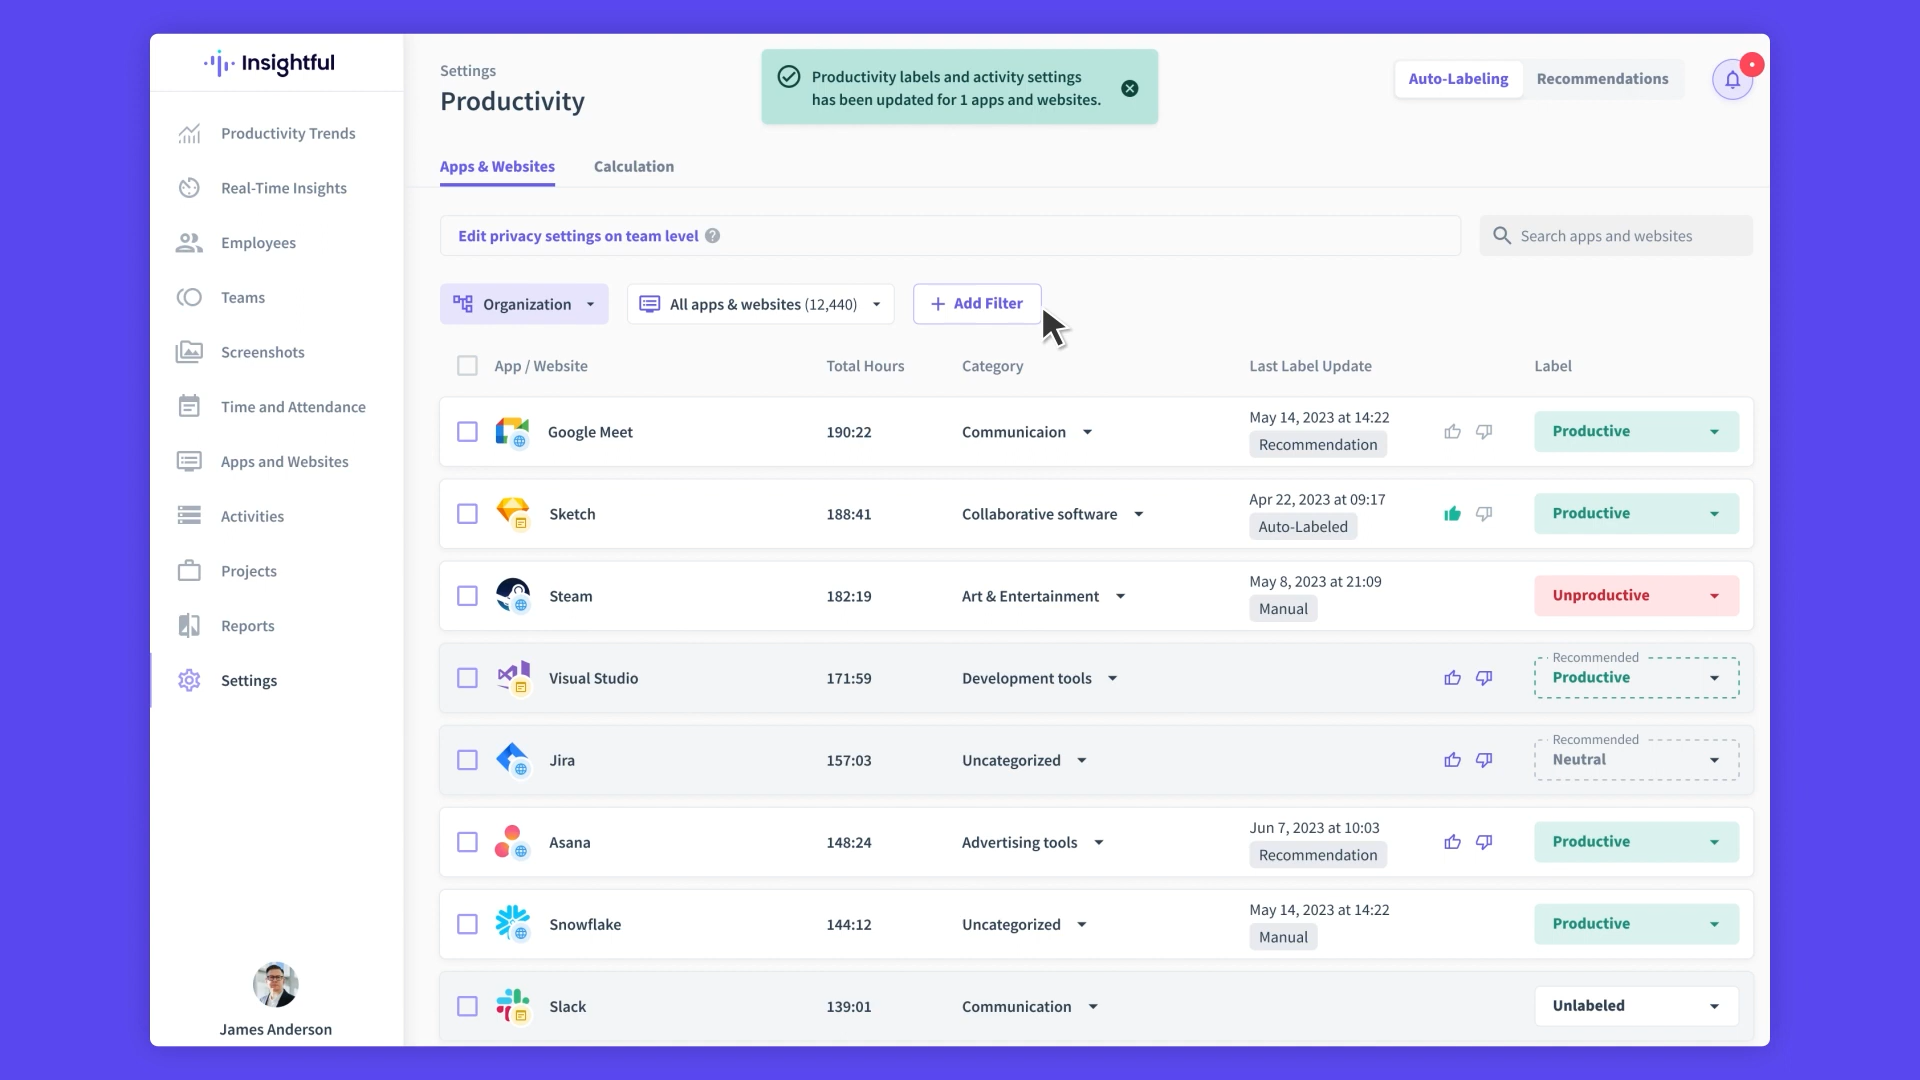 Insightful
Productivity Trends
Real-Time Insights
Employees
Teams
Screenshots
Time and Attendance
Apps and Websites
Activities
Projects
Reports
Settings
James Anderson
Settings
Productivity
Productivity labels and activity settings
has been updated for 1 apps and websites.
Auto-Labeling
Recommendations
Apps & Websites
Calculation
Edit privacy settings on team level ?
Search apps and websites
Organization
All apps & websites (12,440)
+ Add Filter
App / Website
Total Hours
Category
Last Label Update
Label
Google Meet
190:22
Communicaion
May 14, 2023 at 14:22
Recommendation
Productive
Sketch
188:41
Collaborative software
Apr 22, 2023 at 09:17
Auto-Labeled
Productive
Steam
182:19
Art & Entertainment
May 8, 2023 at 21:09
Manual
Unproductive
Visual Studio
171:59
Development tools
Recommended
Productive
Jira
157:03
Uncategorized
Recommended
Neutral
Asana
148:24
Advertising tools
Jun 7, 2023 at 10:03
Recommendation
Productive
Snowflake
144:12
Uncategorized
May 14, 2023 at 14:22
Manual
Productive
Slack
139:01
Communication
Unlabeled